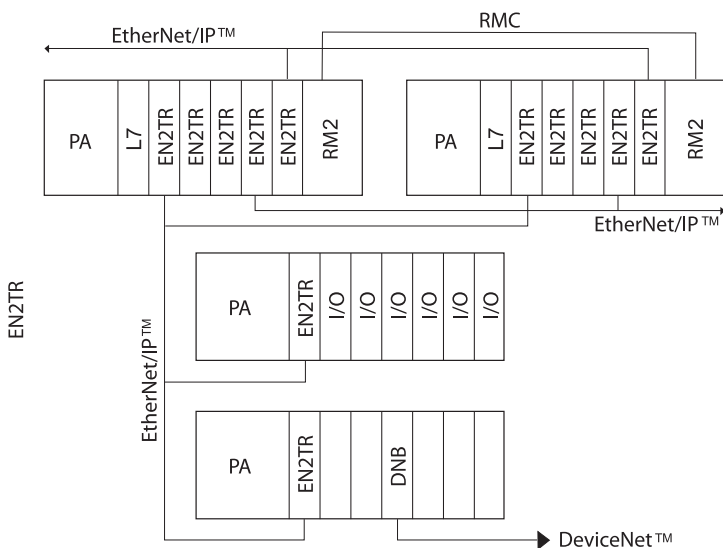 EtherNet/IP™
RMC
PA
L7
EN2TR
EN2TR
EN2TR
EN2TR
EN2TR
RM2
PA
L7
EN2TR
EN2TR
EN2TR
EN2TR
EN2TR
RM2
EtherNet/IP™
EN2TR
PA
EN2TR
I/O
I/O
I/O
I/O
I/O
I/O
EtherNet/IP™
PA
EN2TR
DNB
DeviceNet™